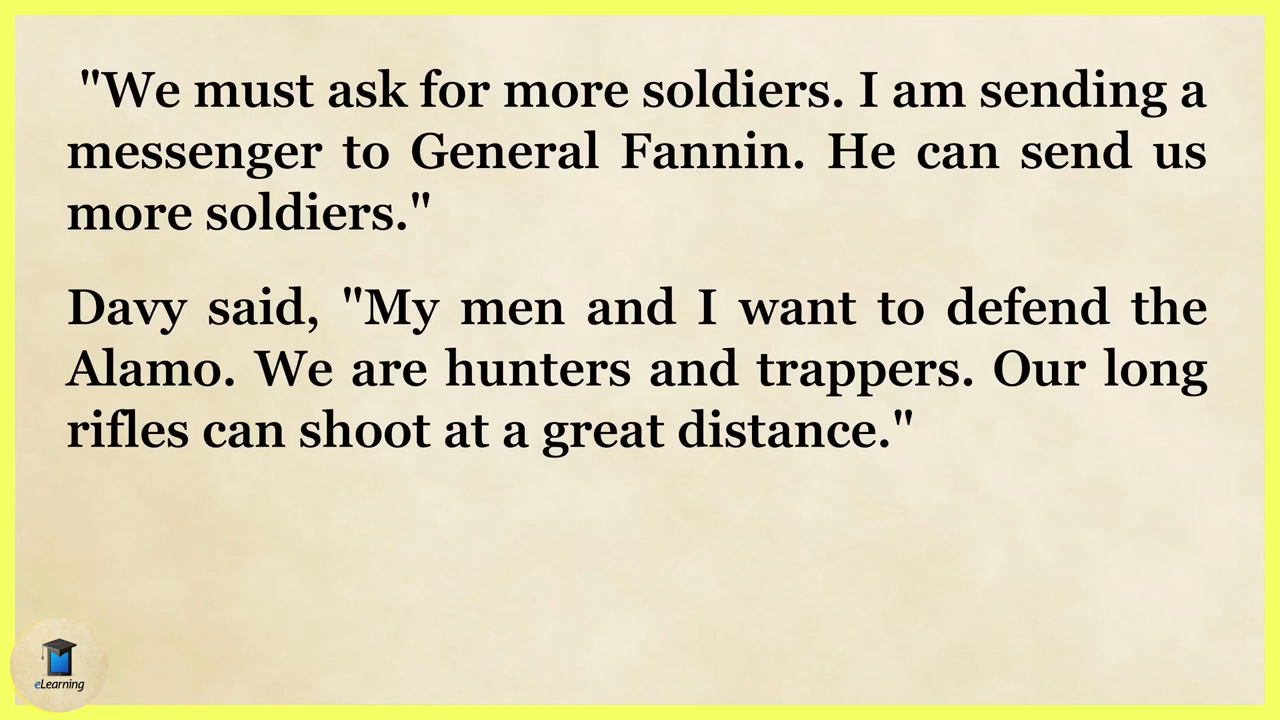 "We must ask for more soldiers. I am sending a
messenger to General Fannin. He can send us
more soldiers."
Davy said, "My men and I want to defend the
Alamo. We are hunters and trappers. Our long
rifles can shoot at a great distance."
eLearning